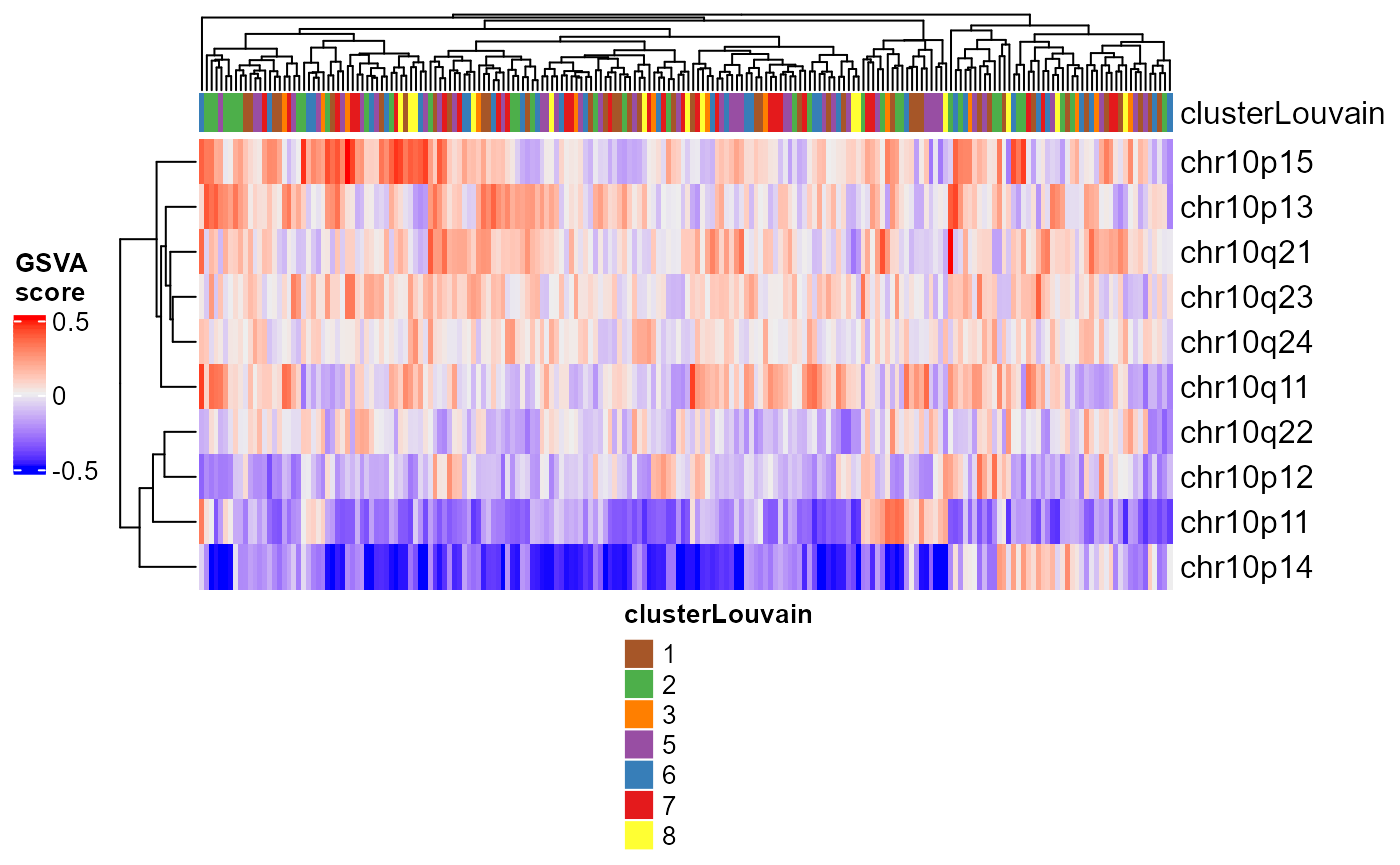 clusterLouvain
chr10p15
chr10p13
chr10q21
chr10q23
chr10q24
chr10q11
chr10q22
chr10p12
chr10p11
chr10p14
GSVA
score
0.5
0
-0.5
clusterLouvain
1
2
3
5
6
7
8